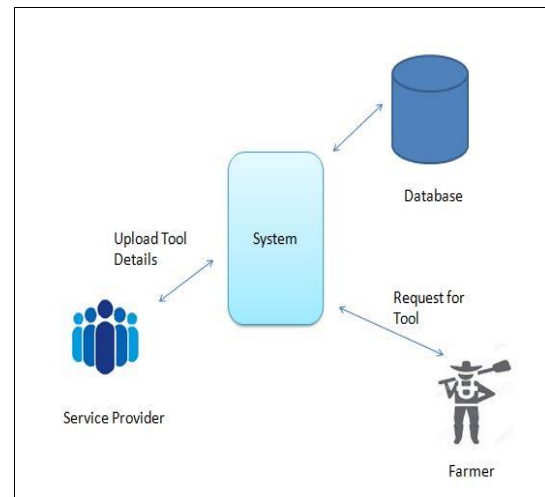 Database
System
Upload Tool
Details
Request for
Tool
Service Provider
Farmer